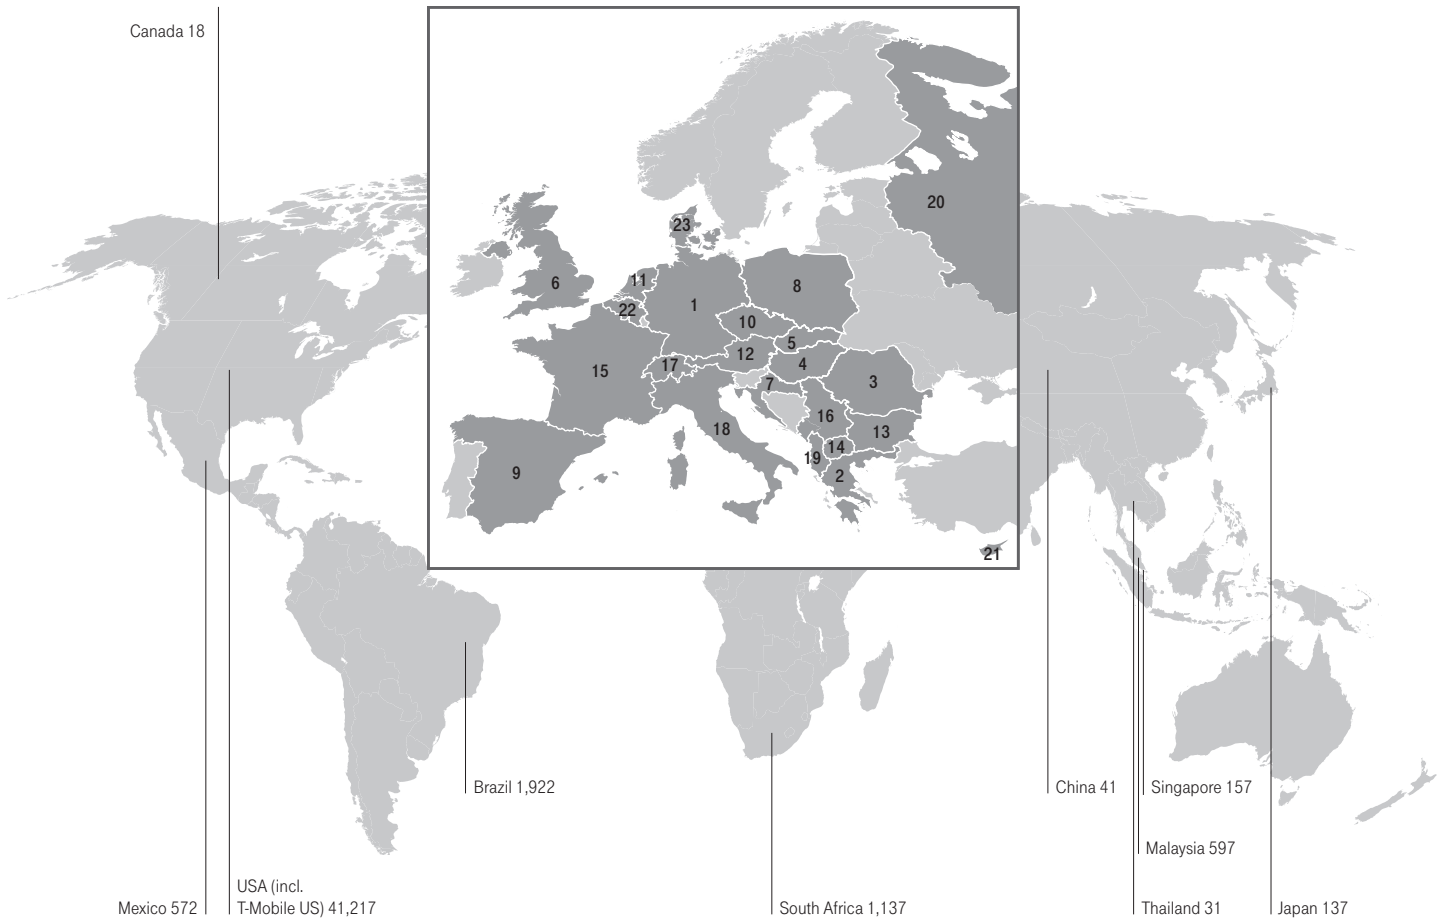 Canada 18
20
23
6
11
8
22
1
10
5
12
15
17
4
7
3
16
18
13
14
19
9
2
21
Brazil 1,922
China 41
Singapore 157
Malaysia 597
USA (incl.
Mexico 572
T-Mobile US) 41,217
South Africa 1,137
Thailand 31
Japan 137